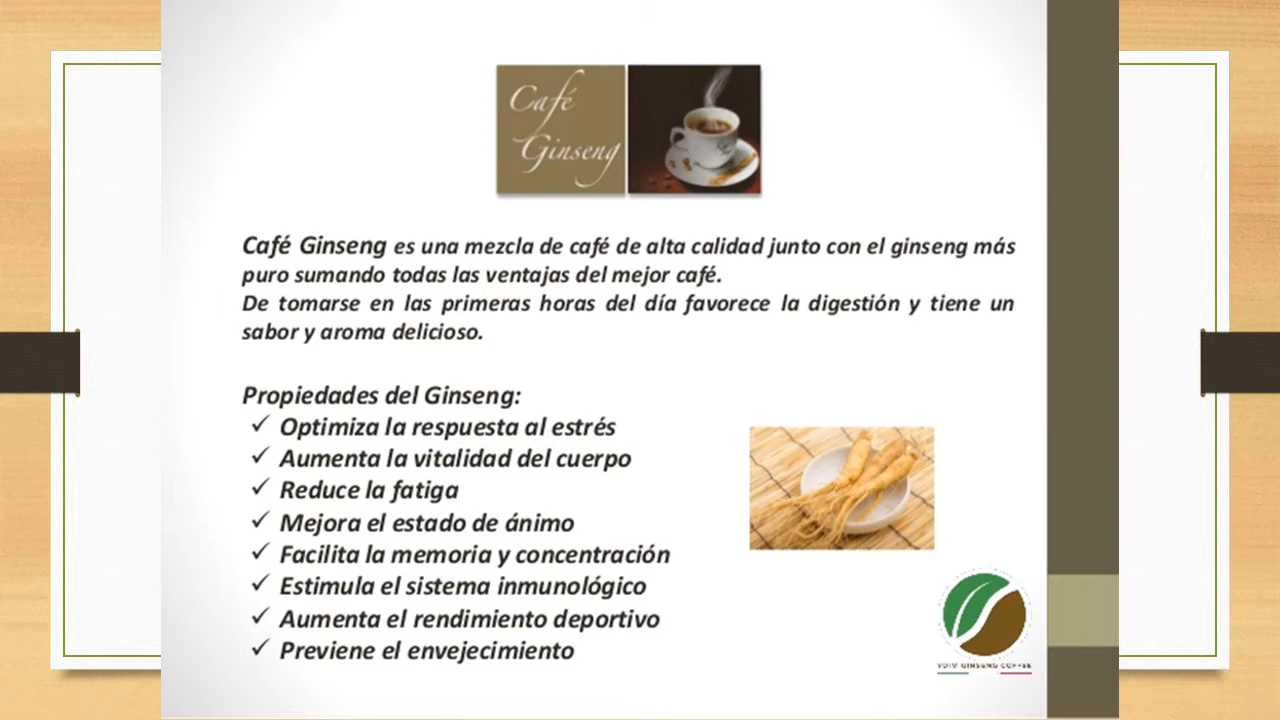 Café
Ginseng
Café Ginseng es una mezcla de café de alta calidad junto con el ginseng más
puro sumando todas las ventajas del mejor café.
De tomarse en las primeras horas del día favorece la digestión y tiene un
sabor y aroma delicioso.
Propiedades del Ginseng:
✓ Optimiza la respuesta al estrés
✓ Aumenta la vitalidad del cuerpo
✓ Reduce la fatiga
✓ Mejora el estado de ánimo
✓ Facilita la memoria y concentración
✓ Estimula el sistema inmunológico
✓ Aumenta el rendimiento deportivo
✓ Previene el envejecimiento
GINSENG COFFEE